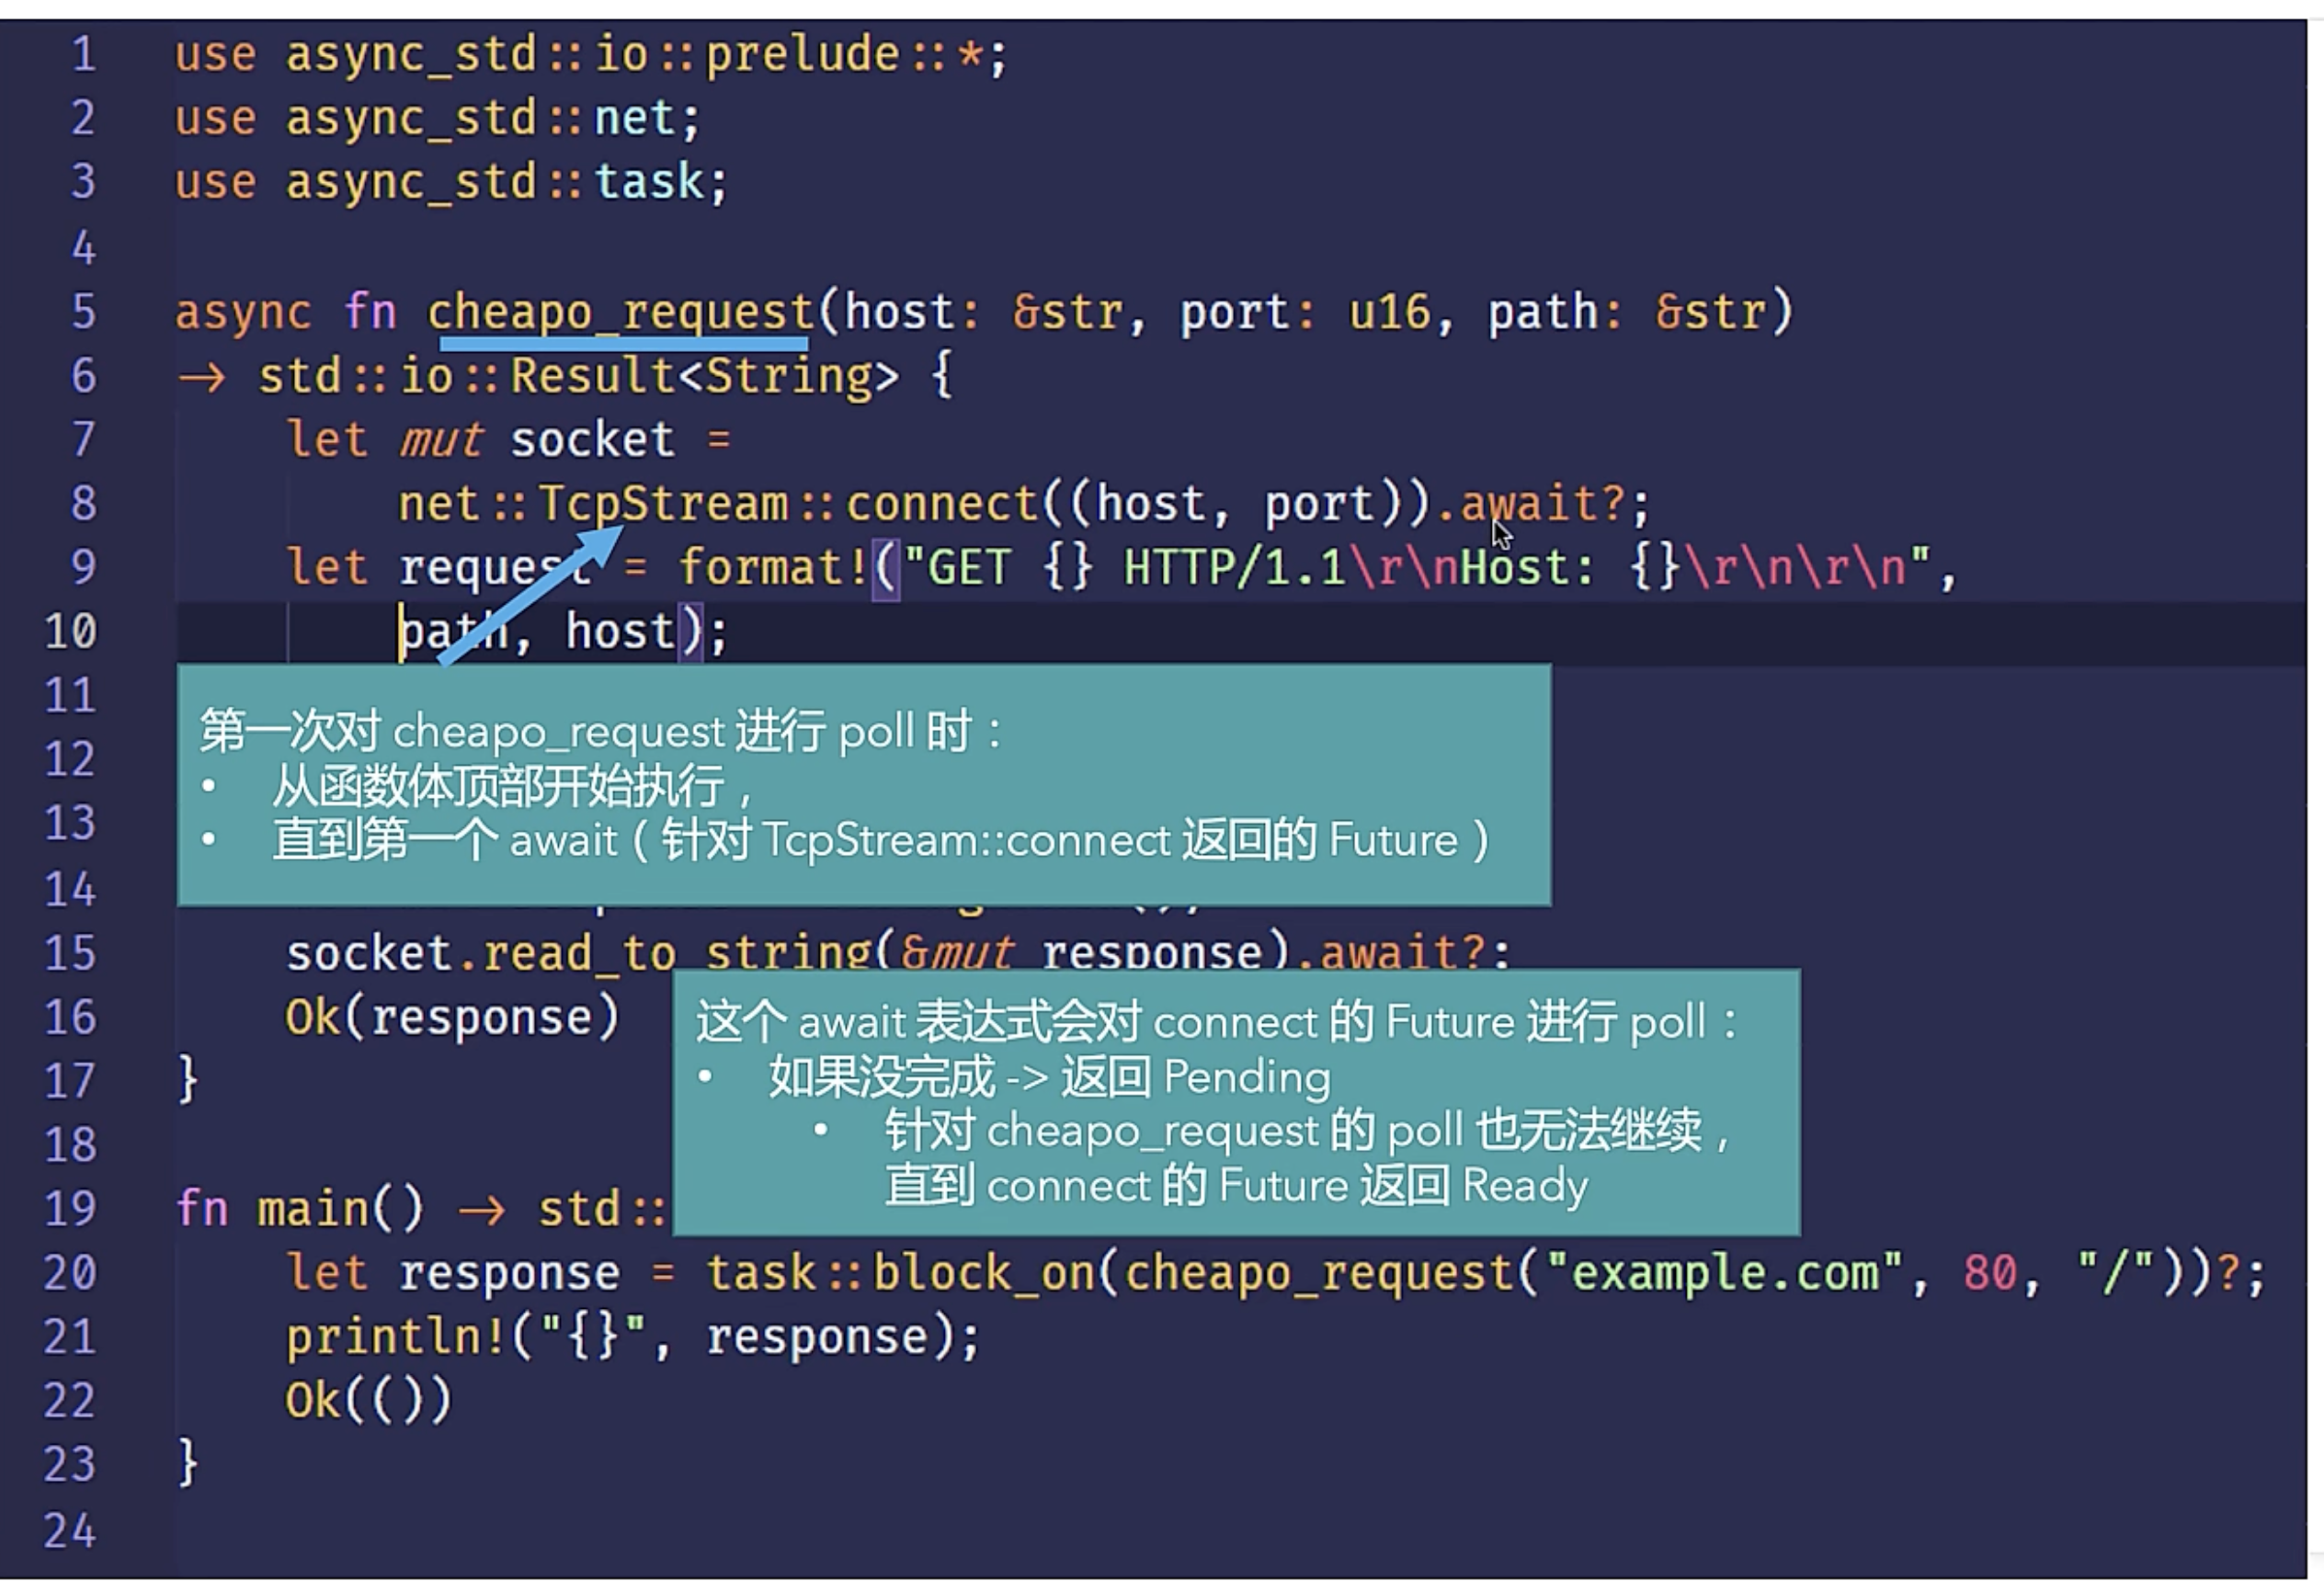 1 use async_std::io::prelude::*;
2 use async_std::net;
3 use async_std::task;
4
5 async fn cheapo_request(host: &str, port: u16, path: &str)
6 -> std::io::Result<String> {
7 let mut socket =
8 net::TcpStream::connect((host, port)).await?;
9 let request = format!("GET {} HTTP/1.1\r\nHost: {}\r\n\r\n",
10 path, host);
11
第一次对 cheapo_request 进行 poll 时：
12
• 从函数体顶部开始执行，
13
• 直到第一个 await（针对 TcpStream::connect 返回的 Future）
14
15 socket.read_to_string(&mut response).await?;
16 Ok(response)
这个 await 表达式会对 connect 的 Future 进行 poll：
17 }
• 如果没完成 -> 返回 Pending
18
• 针对 cheapo_request 的 poll 也无法继续，
直到 connect 的 Future 返回 Ready
19 fn main() -> std::
20 let response = task::block_on(cheapo_request("example.com", 80, "/"))?;
21 println!("{}", response);
22 Ok(())
23 }
24